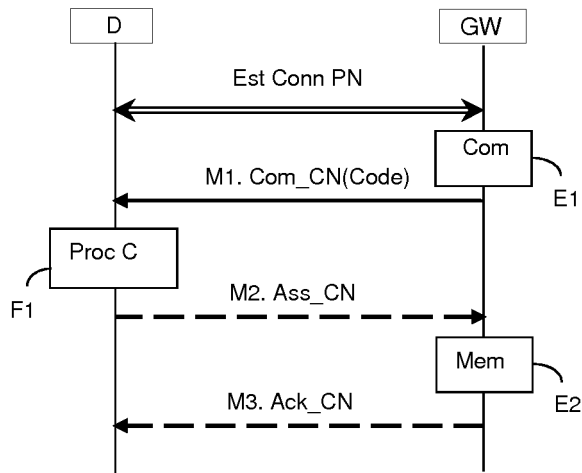 D
GW
Est Conn PN
Com
E1
M1. Com_CN(Code)
Proc C
F1
M2. Ass_CN
Mem
E2
M3. Ack_CN